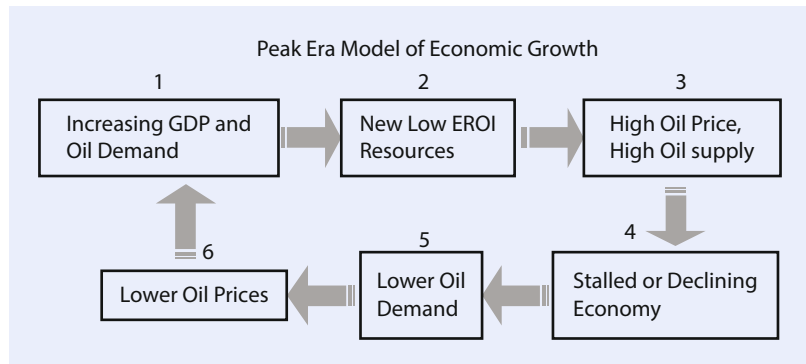 Peak Era Model of Economic Growth
1
Increasing GDP and
Oil Demand
2
New Low EROI
Resources
3
High Oil Price,
High Oil supply
4
Stalled or Declining
Economy
5
Lower Oil
Demand
6
Lower Oil Prices